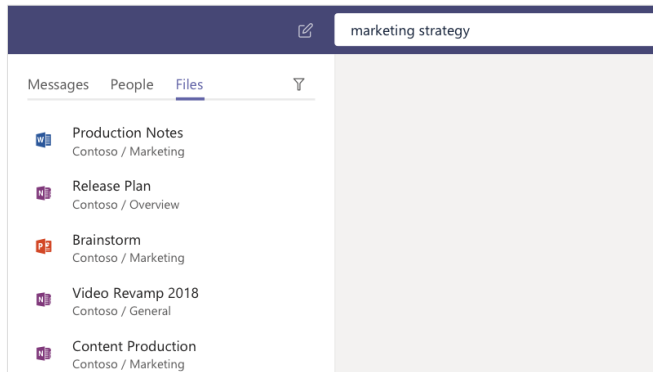 marketing strategy
Messages People Files
Production Notes
Contoso / Marketing
Release Plan
Contoso / Overview
Brainstorm
Contoso / Marketing
Video Revamp 2018
Contoso / General
Content Production
Contoso / Marketing